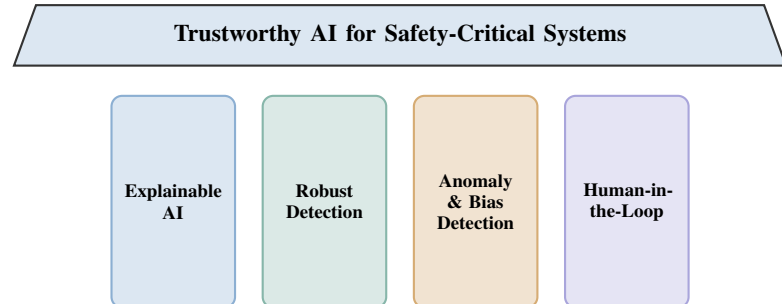 Trustworthy AI for Safety-Critical Systems
Explainable
AI
Robust
Detection
Anomaly
& Bias
Detection
Human-in-
the-Loop